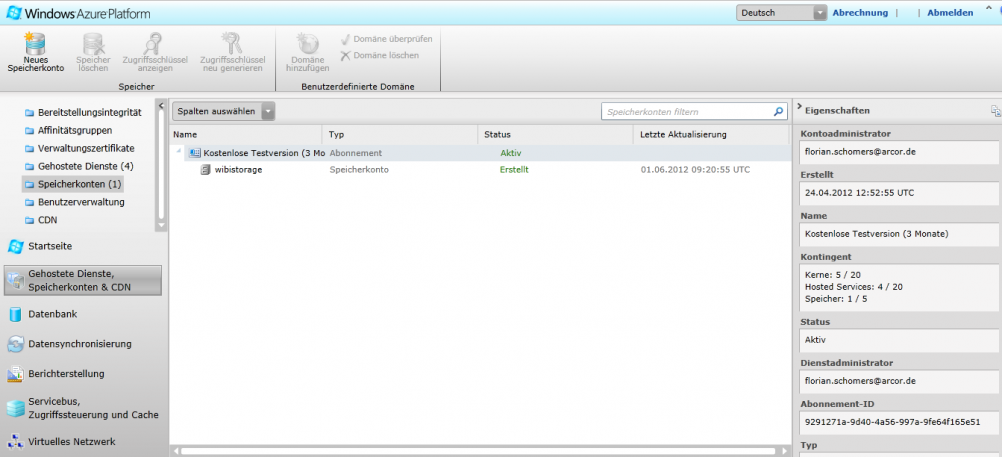 Windows Azure Platform
Deutsch
Abrechnung | | Abmelden
Neues
Speicherkonto
Speicher
löschen
Zugriffsschlüssel
anzeigen
Zugriffsschlüssel
neu generieren
Speicher
Domäne
hinzufügen
Domäne überprüfen
Domäne löschen
Benutzerdefinierte Domäne
Bereitstellungsintegrität
Affinitätsgruppen
Verwaltungszertifikate
Gehostete Dienste (4)
Speicherkonten (1)
Benutzerverwaltung
CDN
Startseite
Gehostete Dienste,
Speicherkonten & CDN
Datenbank
Datensynchronisierung
Berichterstellung
Servicebus,
Zugriffssteuerung und Cache
Virtuelles Netzwerk
Spalten auswählen
Speicherkonten filtern
Name Typ Status Letzte Aktualisierung
Kostenlose Testversion (3 Mo Abonnement Aktiv
wibistorage Speicherkonto Erstellt 01.06.2012 09:20:55 UTC
Eigenschaften
Kontoadministrator
florian.schomers@arcor.de
Erstellt
24.04.2012 12:52:55 UTC
Name
Kostenlose Testversion (3 Monate)
Kontingent
Kerne: 5 / 20
Hosted Services: 4 / 20
Speicher: 1 / 5
Status
Aktiv
Dienstadministrator
florian.schomers@arcor.de
Abonnement-ID
9291271a-9d40-4a56-997a-9fe64f165e51
Typ